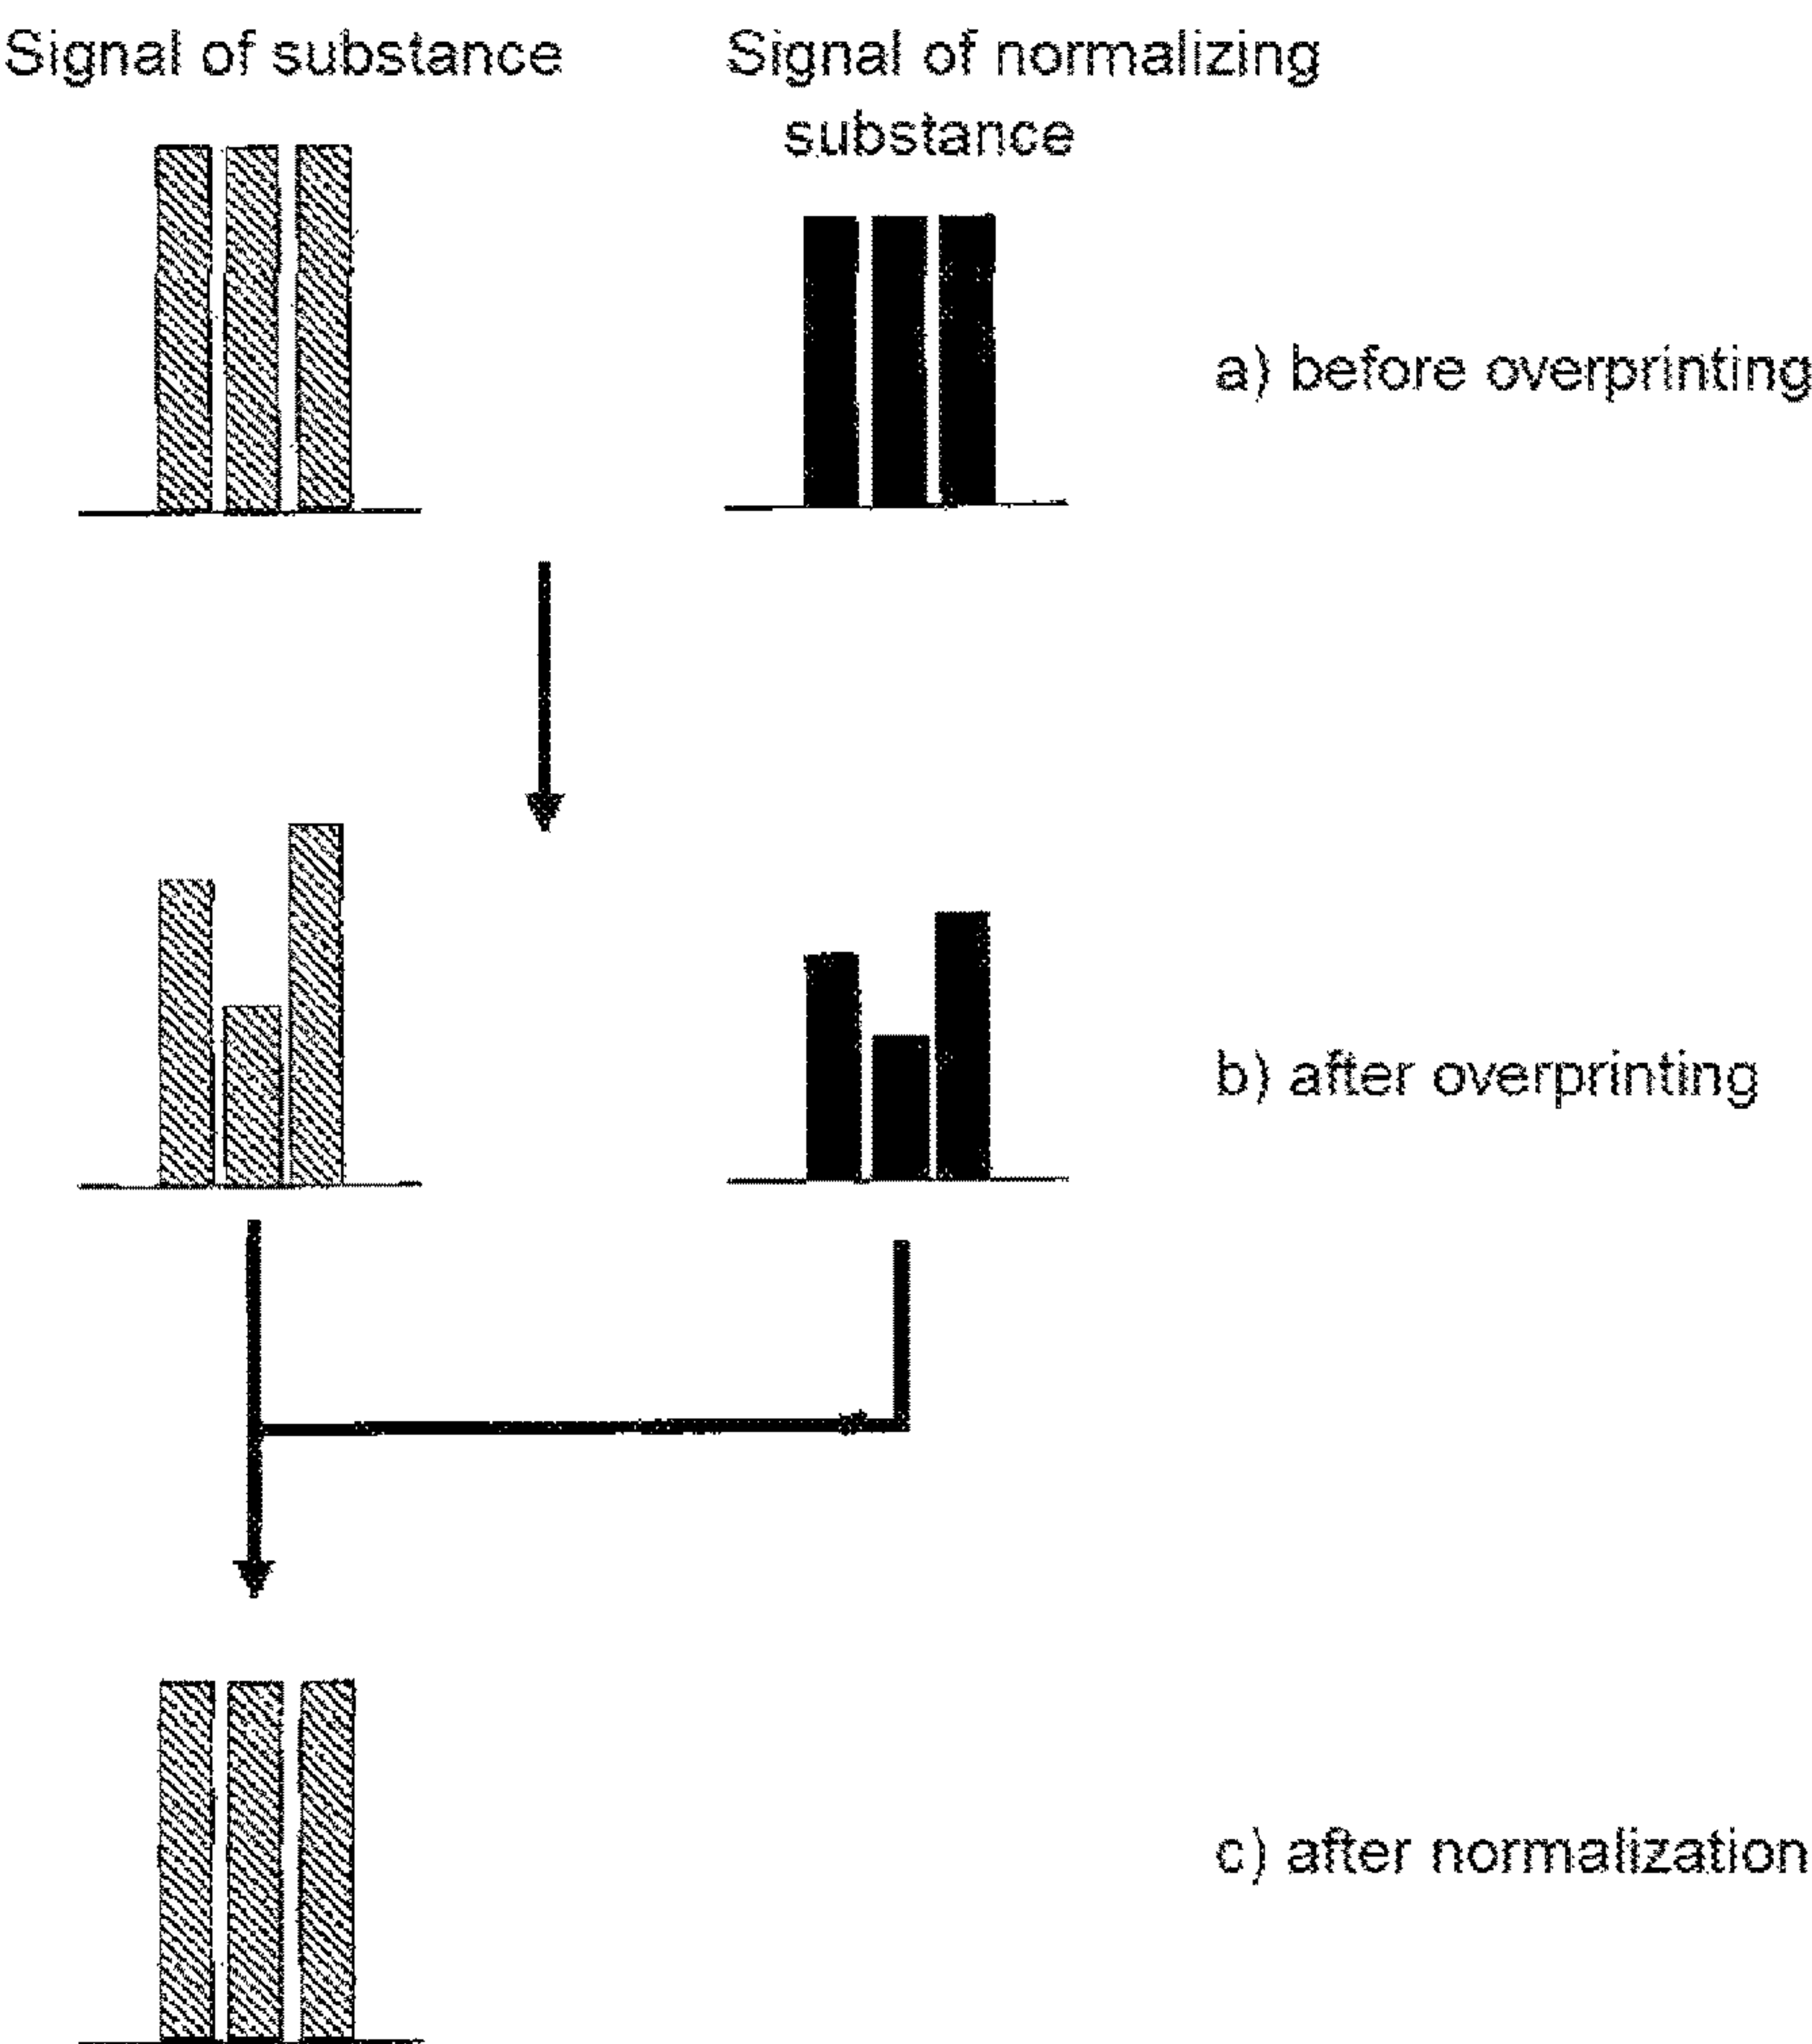 Signal of substance
Signal of normalizing
substance
a) before overprinting
b) after overprinting
c) after normalization